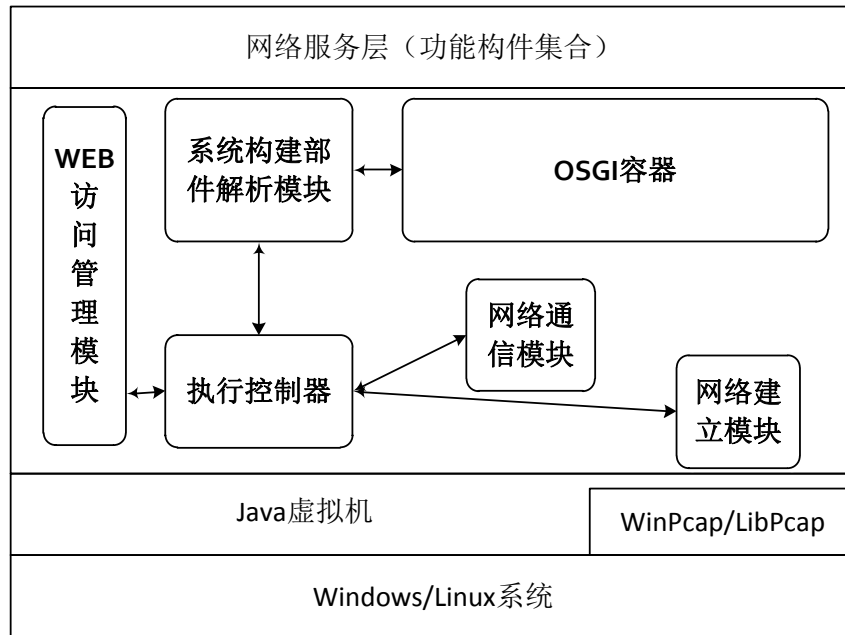 网络服务层（功能构件集合）
WEB
访
问
管
理
模
块
系统构建部
件解析模块
OSGI容器
网络通
信模块
执行控制器
网络建
立模块
Java虚拟机
WinPcap/LibPcap
Windows/Linux系统